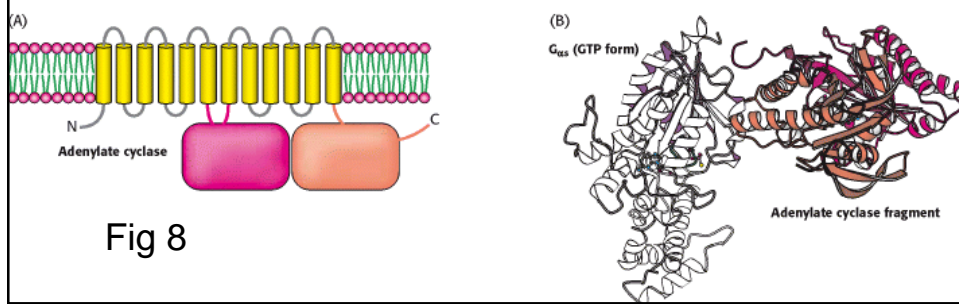 (A)
N
C
Adenylate cyclase
Fig 8
(B)
Gαs (GTP form)
Adenylate cyclase fragment